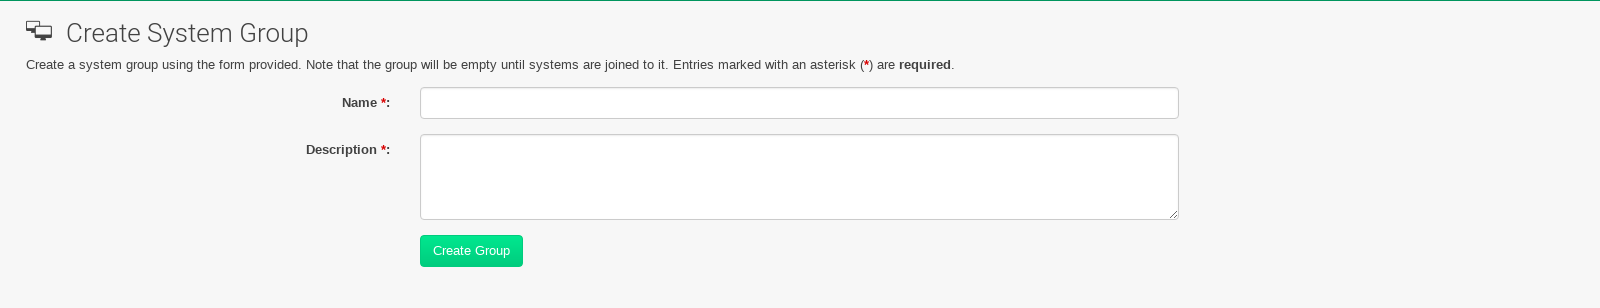 Create System Group
Create a system group using the form provided. Note that the group will be empty until systems are joined to it. Entries marked with an asterisk (*) are required.
Name *:
Description *:
Create Group